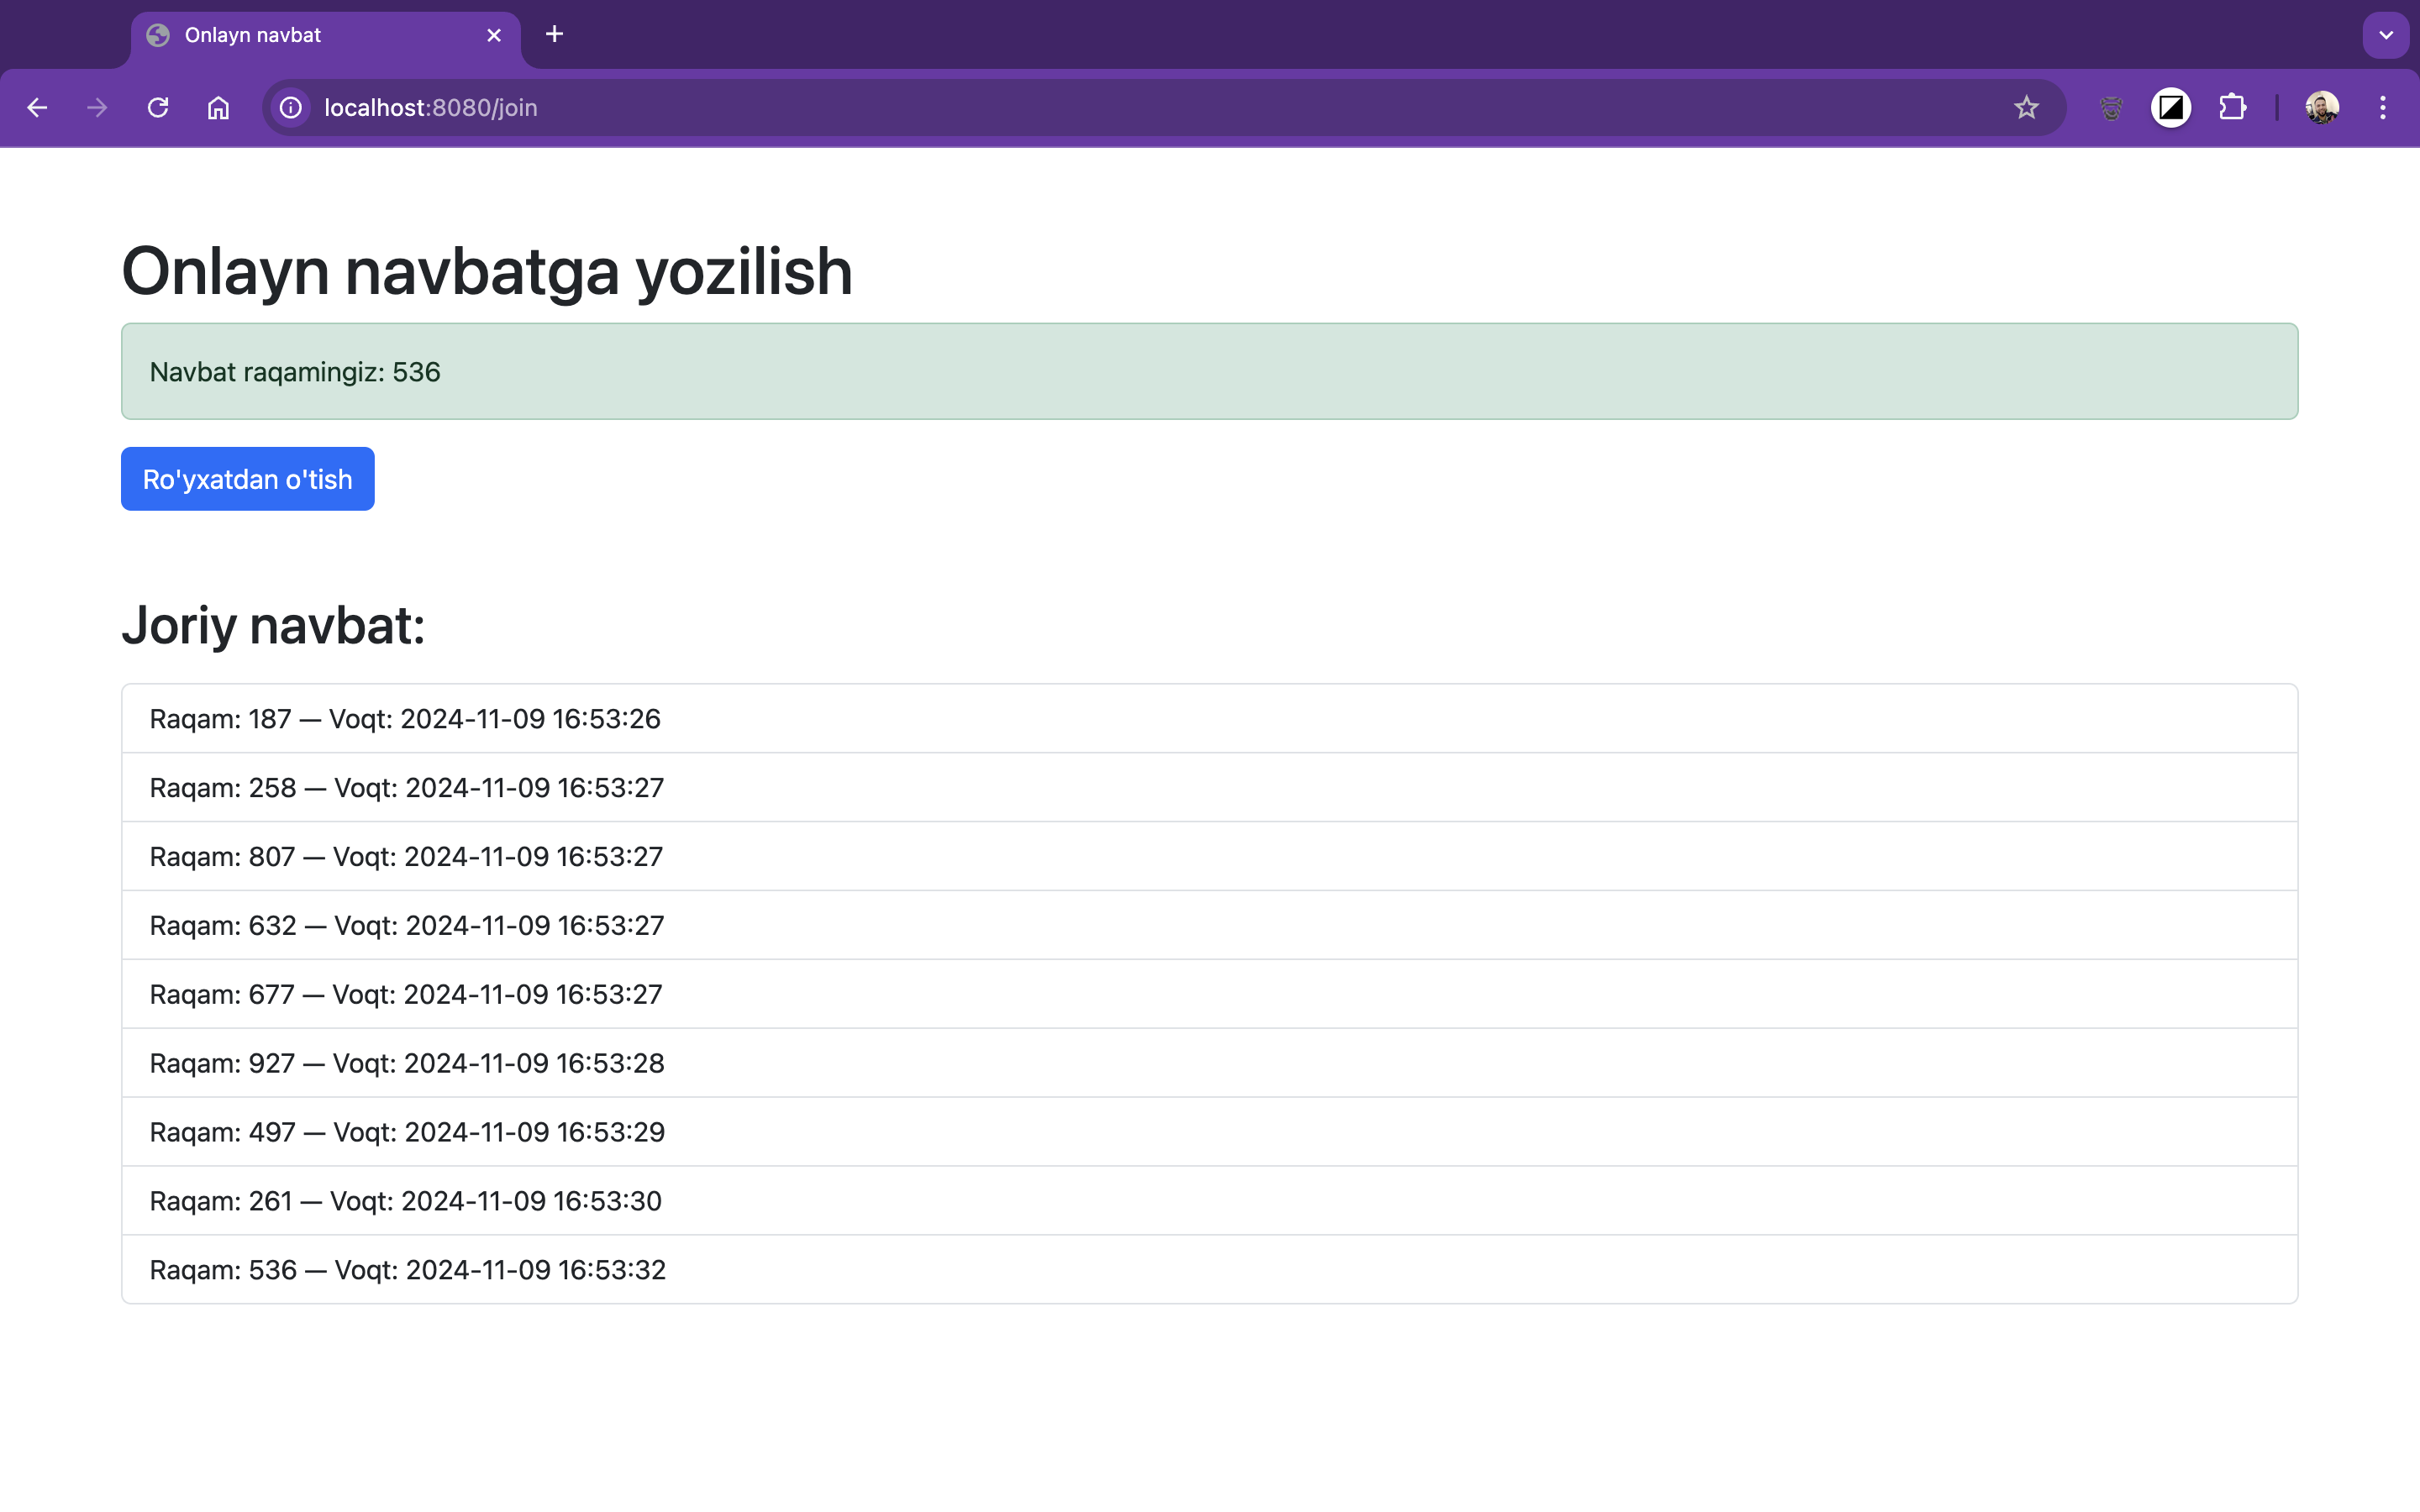 Onlayn navbat
localhost:8080/join
Onlayn navbatga yozilish
Navbat raqamingiz: 536
Ro'yxatdan o'tish
Joriy navbat:
Raqam: 187 — Voqt: 2024-11-09 16:53:26
Raqam: 258 — Voqt: 2024-11-09 16:53:27
Raqam: 807 — Voqt: 2024-11-09 16:53:27
Raqam: 632 — Voqt: 2024-11-09 16:53:27
Raqam: 677 — Voqt: 2024-11-09 16:53:27
Raqam: 927 — Voqt: 2024-11-09 16:53:28
Raqam: 497 — Voqt: 2024-11-09 16:53:29
Raqam: 261 — Voqt: 2024-11-09 16:53:30
Raqam: 536 — Voqt: 2024-11-09 16:53:32